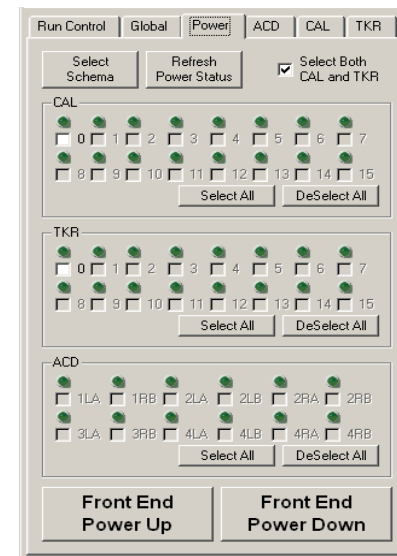 Run Control Global Power ACD CAL TKR
Select Schema
Refresh Power Status
Select Both CAL and TKR
CAL
0 1 2 3 4 5 6 7
8 9 10 11 12 13 14 15
Select All DeSelect All
TKR
0 1 2 3 4 5 6 7
8 9 10 11 12 13 14 15
Select All DeSelect All
ACD
1LA 1RB 2LA 2LB 2RA 2RB
3LA 3RB 4LA 4LB 4RA 4RB
Select All DeSelect All
Front End Power Up
Front End Power Down